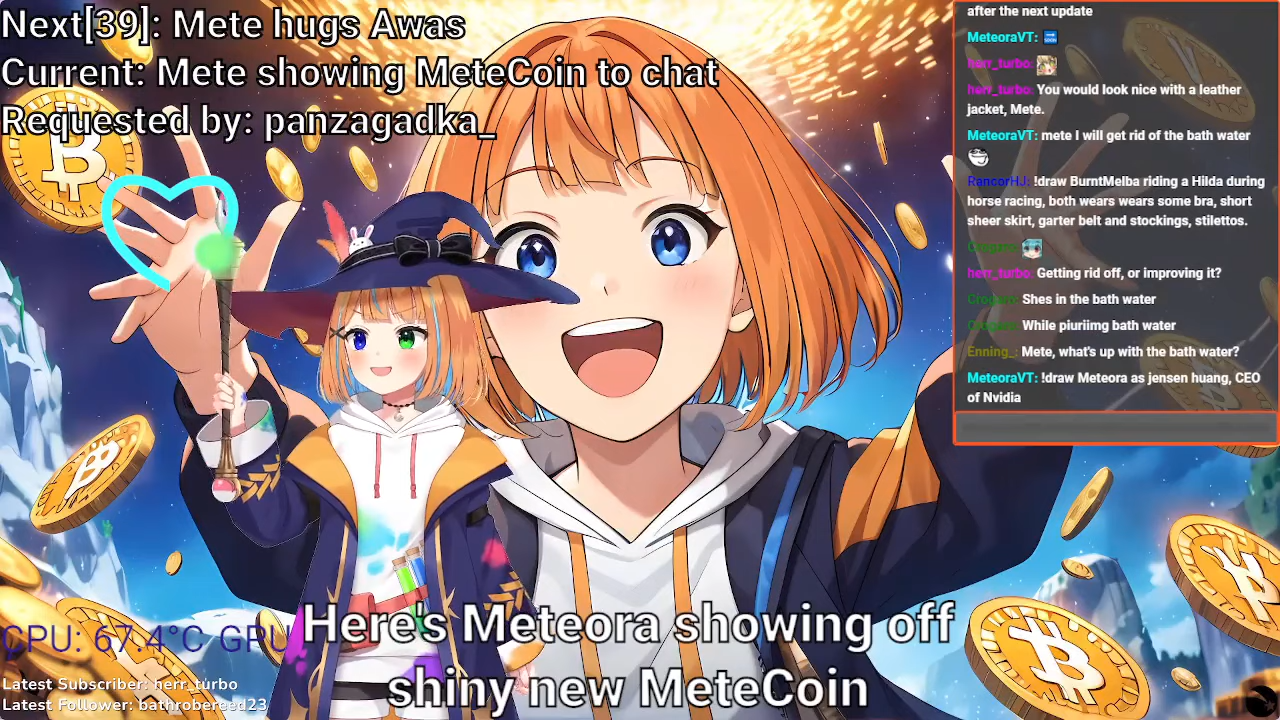 Next[39]: Mete hugs Awas
Current: Mete showing MeteCoin to chat
Requested by: panzagadka_
after the next update
MeteoraVT:
herr_turbo:
herr_turbo: You would look nice with a leather
jacket, Mete.
MeteoraVT: mete I will get rid of the bath water
RancorHJ: !draw BurntMelba riding a Hilda during
horse racing, both wears wears some bra, short
sheer skirt, garter belt and stockings, stilettos.
herr_turbo: Getting rid off, or improving it?
Shes in the bath water
While piuriimg bath water
Enning_: Mete, what's up with the bath water?
MeteoraVT: !draw Meteora as jensen huang, CEO
of Nvidia
Here's Meteora showing off
shiny new MeteCoin
CPU: 67.4°C GPU
Latest Subscriber: herr_turbo
Latest Follower: bathrobereed23